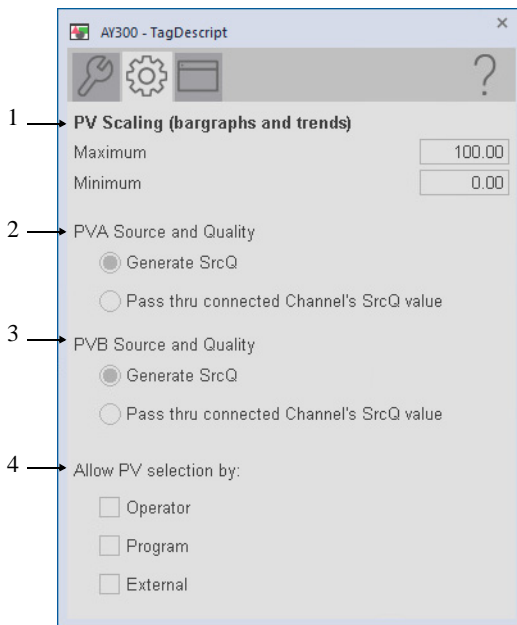 AY300 - TagDescript
1
PV Scaling (bargraphs and trends)
Maximum 100.00
Minimum 0.00
2
PVA Source and Quality
Generate SrcQ
Pass thru connected Channel's SrcQ value
3
PVB Source and Quality
Generate SrcQ
Pass thru connected Channel's SrcQ value
4
Allow PV selection by:
Operator
Program
External